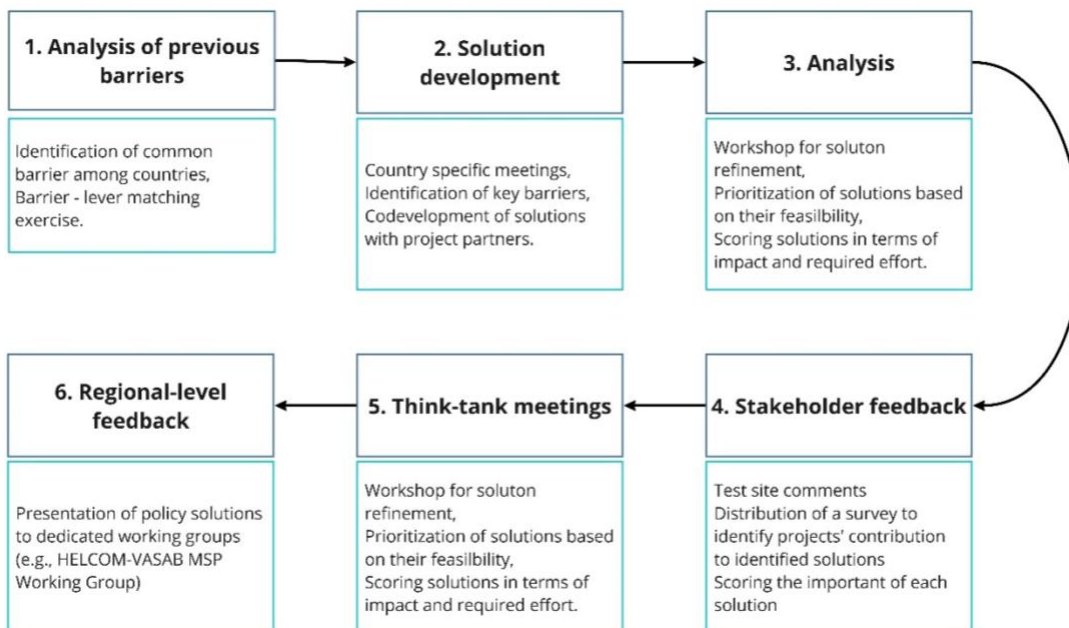 1. Analysis of previous
barriers
Identification of common
barrier among countries,
Barrier - lever matching
exercise.
2. Solution
development
Country specific meetings,
Identification of key barriers,
Codevelopment of solutions
with project partners.
3. Analysis
Workshop for soluton
refinement,
Prioritization of solutions based
on their feasilbility,
Scoring solutions in terms of
impact and required effort.
4. Stakeholder feedback
Test site comments
Distribution of a survey to
identify projects' contribution
to identified solutions
Scoring the important of each
solution
5. Think-tank meetings
Workshop for soluton
refinement,
Prioritization of solutions based
on their feasilbility,
Scoring solutions in terms of
impact and required effort.
6. Regional-level
feedback
Presentation of policy solutions
to dedicated working groups
(e.g., HELCOM-VASAB MSP
Working Group)